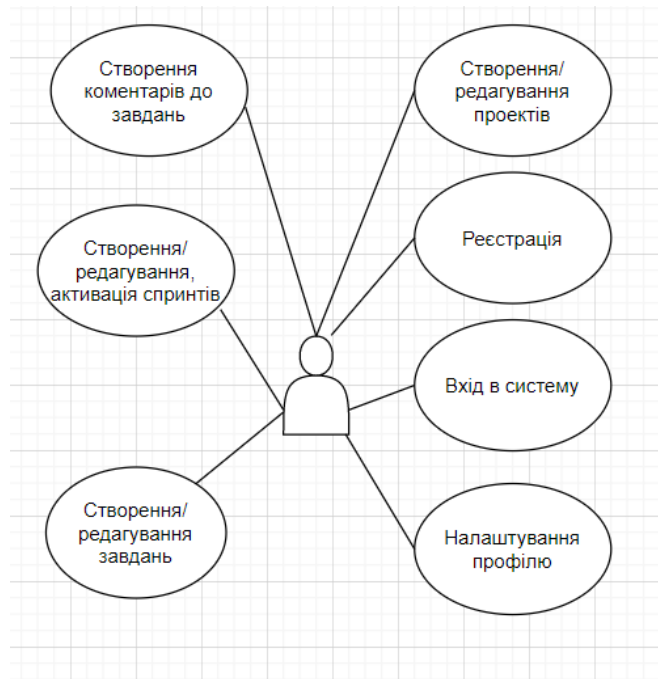 Створення
коментарів до
завдань
Створення/
редагування
проектів
Створення/
редагування,
активація спринтів
Реєстрація
Вхід в систему
Створення/
редагування
завдань
Налаштування
профілю